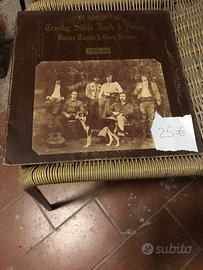 Crosby, Stills, Nash & Young
Dallas Taylor & Greg Reeves
25€
subito